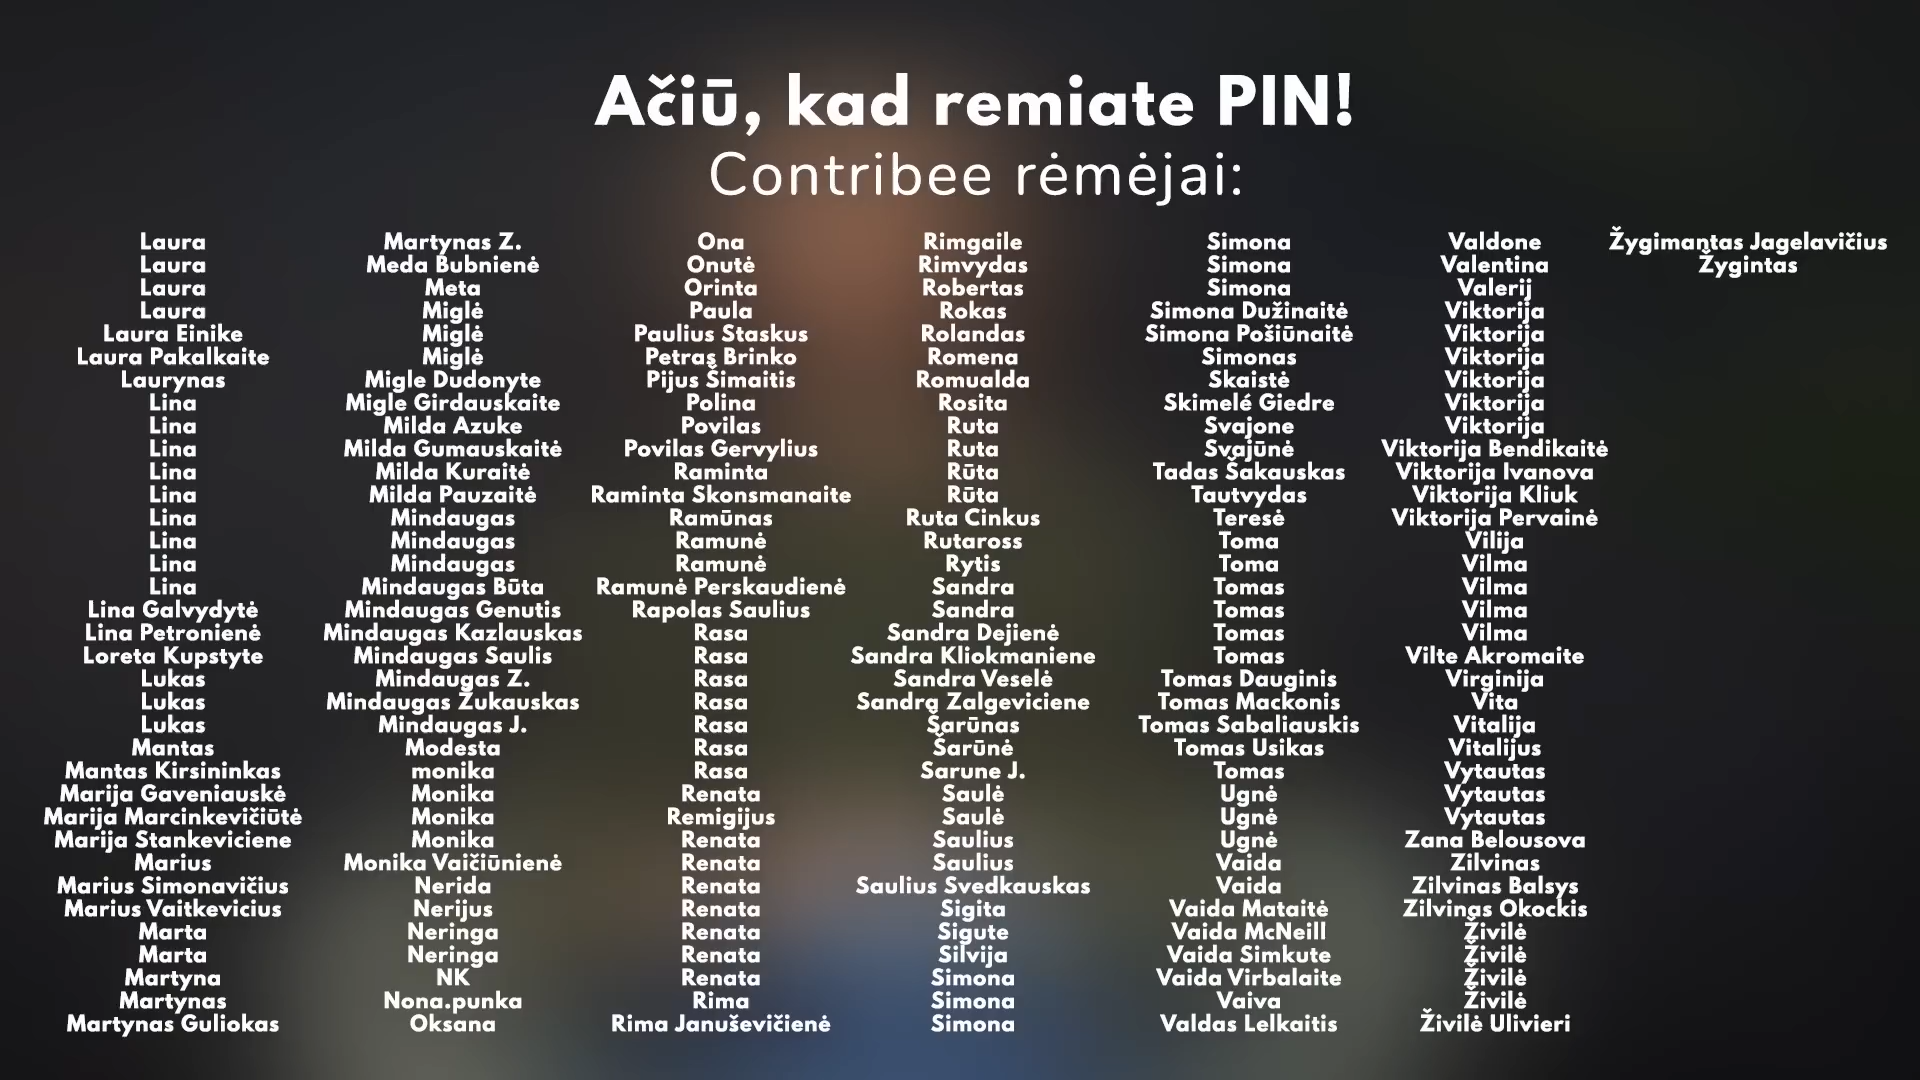 Ačiū, kad remiate PIN!
Contribee rėmėjai:
Laura
Laura
Laura
Laura
Laura Einike
Laura Pakalkaite
Laurynas
Lina
Lina
Lina
Lina
Lina
Lina
Lina
Lina
Lina
Lina Galvydytė
Lina Petronienė
Loreta Kupstyte
Lukas
Lukas
Lukas
Mantas
Mantas Kirsininkas
Marija Gaveniauskė
Marija Marcinkevičiūtė
Marija Stankeviciene
Marius
Marius Simonavičius
Marius Vaitkevicius
Marta
Marta
Martyna
Martynas
Martynas Guliokas
Martynas Z.
Meda Bubnienė
Meta
Miglė
Miglė
Miglė
Migle Dudonyte
Migle Girdauskaite
Milda Azuke
Milda Gumauskaitė
Milda Kuraitė
Milda Pauzaitė
Mindaugas
Mindaugas
Mindaugas
Mindaugas Būta
Mindaugas Genutis
Mindaugas Kazlauskas
Mindaugas Saulis
Mindaugas Z.
Mindaugas Žukauskas
Mindaugas J.
Modesta
monika
Monika
Monika
Monika
Monika Vaičiūnienė
Nerida
Nerijus
Neringa
Neringa
NK
Nona.punka
Oksana
Ona
Onutė
Orinta
Paula
Paulius Staskus
Petras Brinko
Pijus Šimaitis
Polina
Povilas
Povilas Gervylius
Raminta
Raminta Skonsmanaite
Ramūnas
Ramunė
Ramunė
Ramunė Perskaudienė
Rapolas Saulius
Rasa
Rasa
Rasa
Rasa
Rasa
Rasa
Rasa
Renata
Remigijus
Renata
Renata
Renata
Renata
Renata
Renata
Renata
Rima
Rima Januševičienė
Rimgaile
Rimvydas
Robertas
Rokas
Rolandas
Romena
Romualda
Rosita
Ruta
Ruta
Rūta
Rūta
Ruta Cinkus
Rutaross
Rytis
Sandra
Sandra
Sandra Dejienė
Sandra Kliokmaniene
Sandra Veselė
Sandra Zalgeviciene
Šarūnas
Šarūnė
Sarune J.
Saulė
Saulė
Saulius
Saulius
Saulius Svedkauskas
Sigita
Sigute
Silvija
Simona
Simona
Simona
Simona
Simona
Simona
Simona Dužinaitė
Simona Pošiūnaitė
Simonas
Skaistė
Skimelé Giedre
Svajone
Svajūnė
Tadas Šakauskas
Tautvydas
Teresė
Toma
Toma
Tomas
Tomas
Tomas
Tomas
Tomas Dauginis
Tomas Mackonis
Tomas Sabaliauskis
Tomas Usikas
Tomas
Ugnė
Ugnė
Ugnė
Vaida
Vaida
Vaida Mataitė
Vaida McNeill
Vaida Simkute
Vaida Virbalaite
Vaiva
Valdas Lelkaitis
Valdone
Valentina
Valerij
Viktorija
Viktorija
Viktorija
Viktorija
Viktorija
Viktorija
Viktorija Bendikaitė
Viktorija Ivanova
Viktorija Kliuk
Viktorija Pervainė
Vilija
Vilma
Vilma
Vilma
Vilma
Vilte Akromaite
Virginija
Vita
Vitalija
Vitalijus
Vytautas
Vytautas
Vytautas
Zana Belousova
Zilvinas
Zilvinas Balsys
Zilvinas Okockis
Živilė
Živilė
Živilė
Živilė
Živilė Ulivieri
Žygimantas Jagelavičius
Žygintas